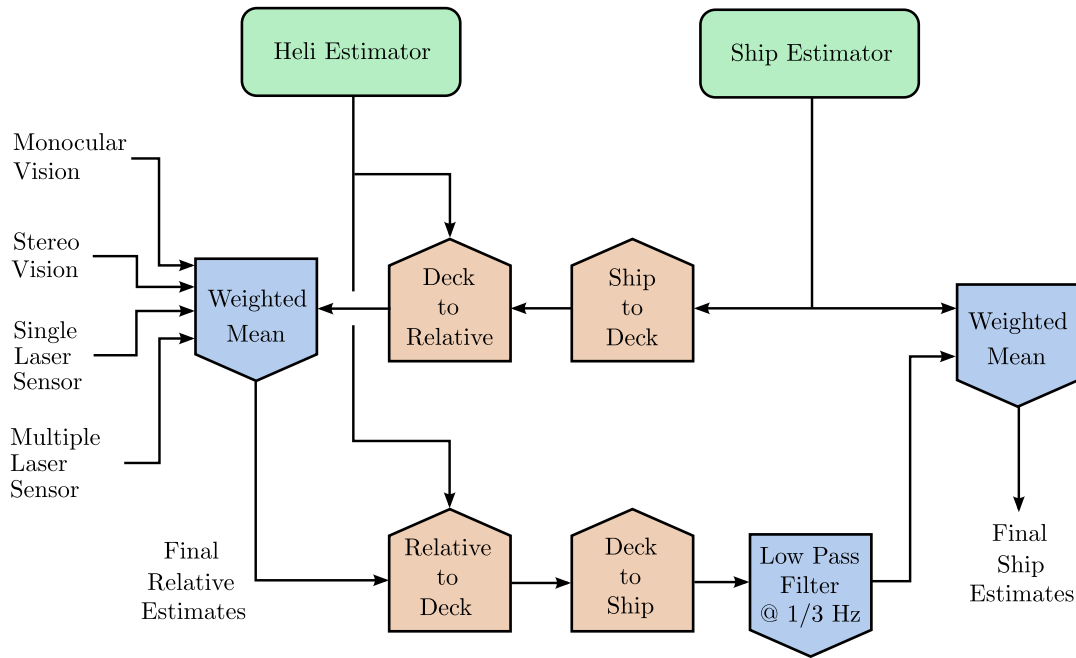 Heli Estimator
Ship Estimator
Monocular
Vision
Stereo
Vision
Single
Laser
Sensor
Multiple
Laser
Sensor
Weighted
Mean
Deck
to
Relative
Ship
to
Deck
Weighted
Mean
Final
Relative
Estimates
Relative
to
Deck
Deck
to
Ship
Low Pass
Filter
@ 1/3 Hz
Final
Ship
Estimates